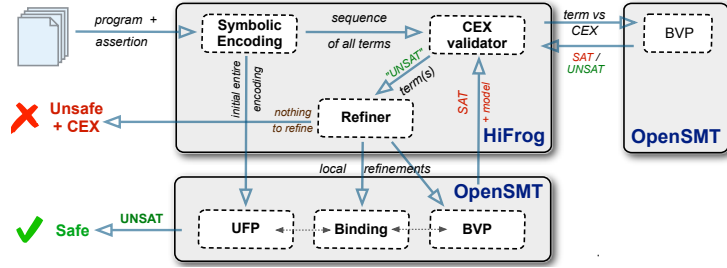 program +
assertion
Symbolic
Encoding
sequence
of all terms
CEX
validator
term vs
CEX
SAT /
UNSAT
BVP
OpenSMT
"UNSAT"
term(s)
initial entire
encoding
SAT
+ model
Unsafe
+ CEX
nothing
to refine
Refiner
HiFrog
local refinements
OpenSMT
Safe
UNSAT
UFP
Binding
BVP